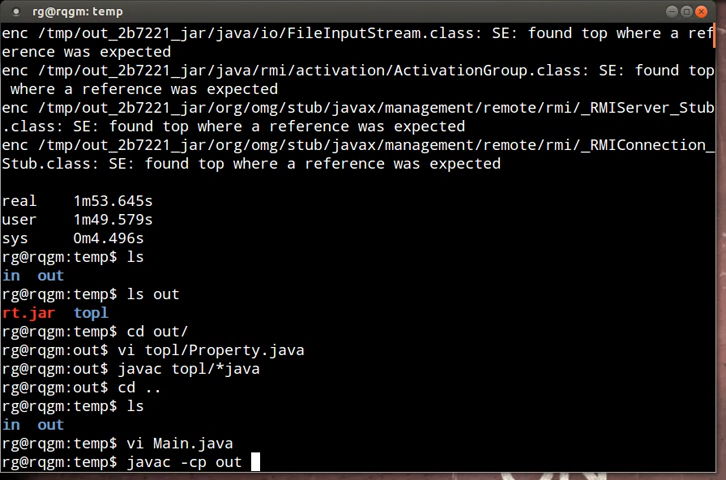 rg@rqgm: temp
enc /tmp/out_2b7221_jar/java/io/FileInputStream.class: SE: found top where a ref
erence was expected
enc /tmp/out_2b7221_jar/java/rmi/activation/ActivationGroup.class: SE: found top
 where a reference was expected
enc /tmp/out_2b7221_jar/org/omg/stub/javax/management/remote/rmi/_RMIServer_Stub
.class: SE: found top where a reference was expected
enc /tmp/out_2b7221_jar/org/omg/stub/javax/management/remote/rmi/_RMIConnection_
Stub.class: SE: found top where a reference was expected
real    1m53.645s
user    1m49.579s
sys     0m4.496s
rg@rqgm:temp$ ls
in  out
rg@rqgm:temp$ ls out
rt.jar  topl
rg@rqgm:temp$ cd out/
rg@rqgm:out$ vi topl/Property.java
rg@rqgm:out$ javac topl/*java
rg@rqgm:out$ cd ..
rg@rqgm:temp$ ls
in  out
rg@rqgm:temp$ vi Main.java
rg@rqgm:temp$ javac -cp out